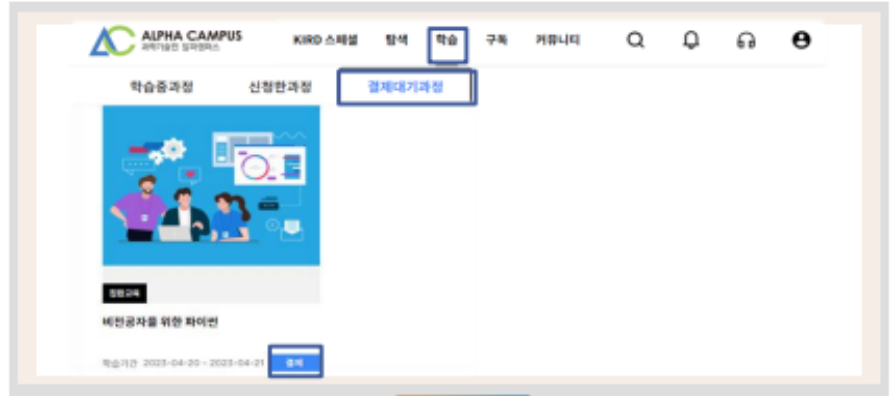 ALPHA CAMPUS
과학기술인 알파캠퍼스
KIRD 스페셜 탐색 학습 구독 커뮤니티
학습중과정 신청한과정 결제대기과정
집합교육
비전공자를 위한 파이썬
학습기간 2023-04-20 ~ 2023-04-21 결제